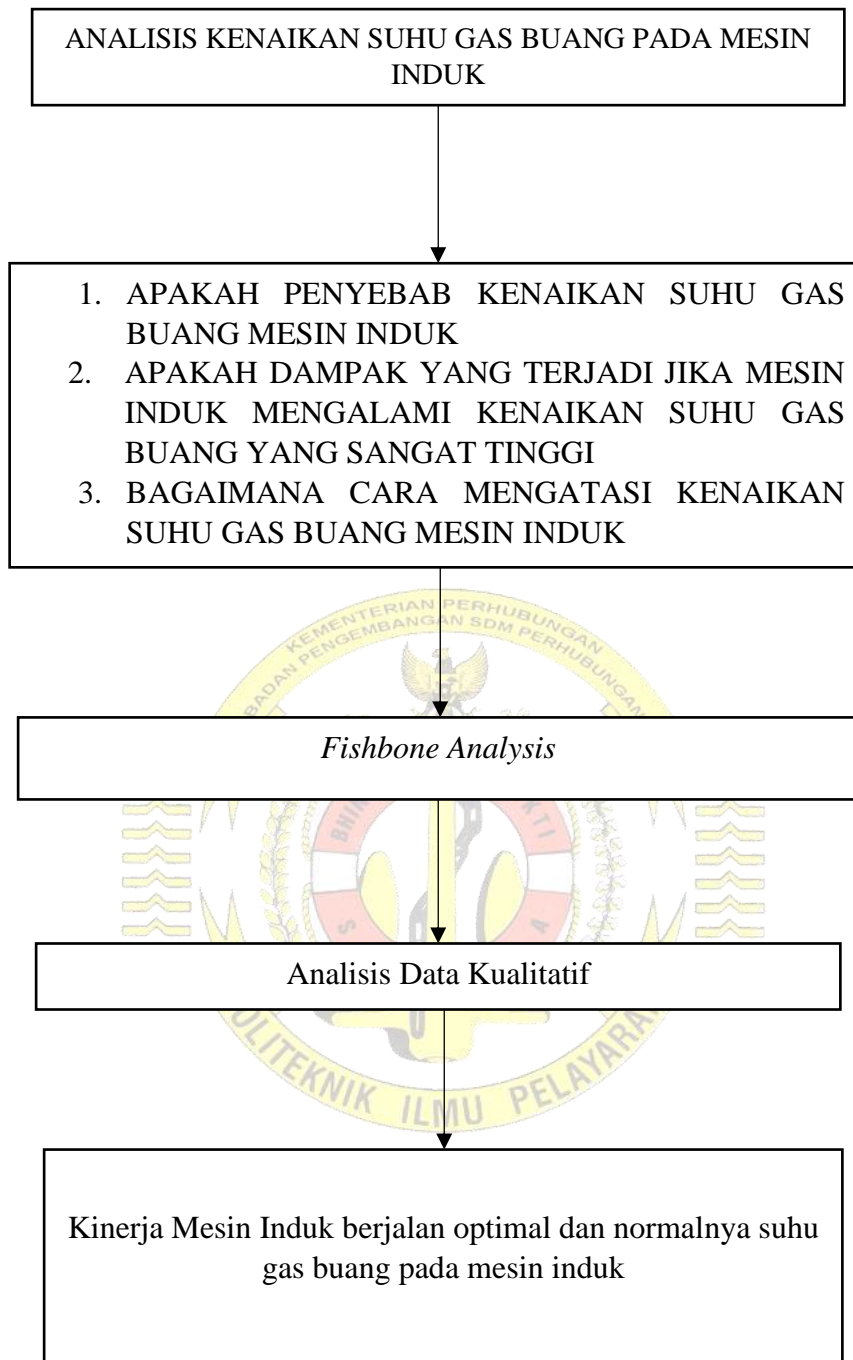 ANALISIS KENAIKAN SUHU GAS BUANG PADA MESIN
INDUK
1. APAKAH PENYEBAB KENAIKAN SUHU GAS
BUANG MESIN INDUK
2. APAKAH DAMPAK YANG TERJADI JIKA MESIN
INDUK MENGALAMI KENAIKAN SUHU GAS
BUANG YANG SANGAT TINGGI
3. BAGAIMANA CARA MENGATASI KENAIKAN
SUHU GAS BUANG MESIN INDUK
KEMENTERIAN PERHUBUNGAN
BADAN PENGEMBANGAN SDM PERHUBUNGAN
Fishbone Analysis
Analisis Data Kualitatif
ILMU
Kinerja Mesin Induk berjalan optimal dan normalnya suhu
gas buang pada mesin induk